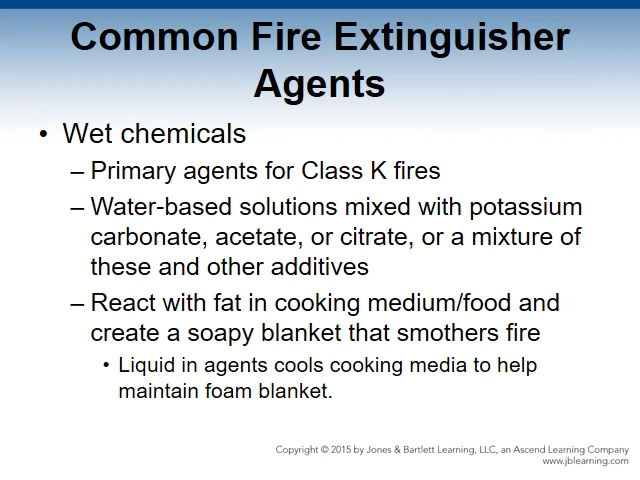 Common Fire Extinguisher
Agents
• Wet chemicals
– Primary agents for Class K fires
– Water-based solutions mixed with potassium
carbonate, acetate, or citrate, or a mixture of
these and other additives
– React with fat in cooking medium/food and
create a soapy blanket that smothers fire
• Liquid in agents cools cooking media to help
maintain foam blanket.
Copyright © 2015 by Jones & Bartlett Learning, LLC, an Ascend Learning Company
www.jblearning.com